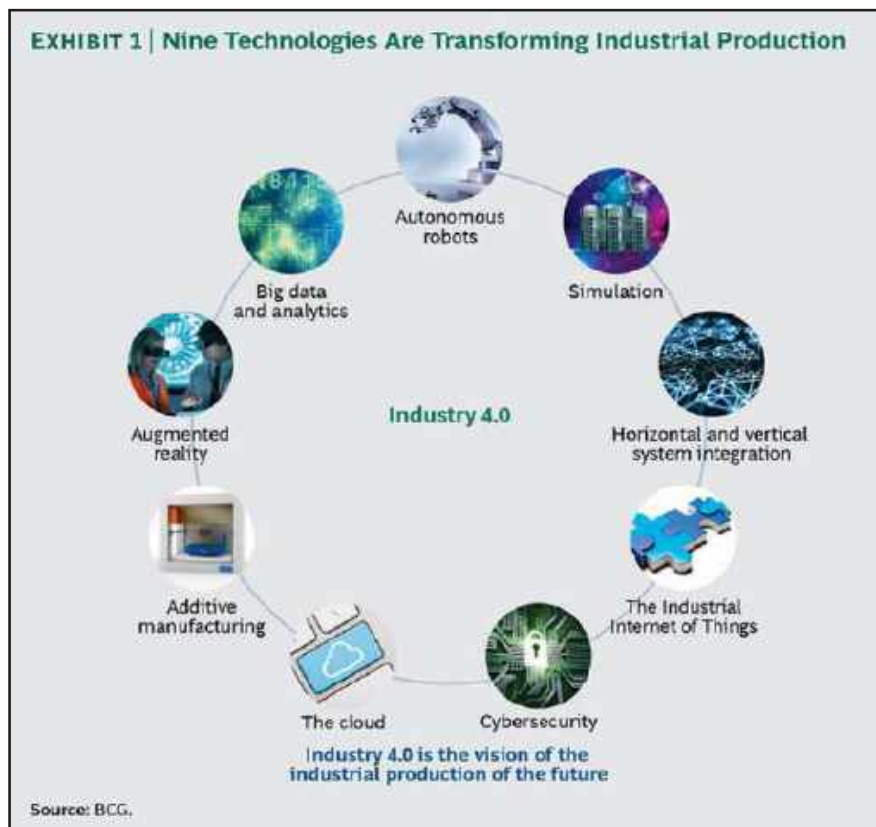 EXHIBIT 1 | Nine Technologies Are Transforming Industrial Production
Autonomous
robots
Simulation
Horizontal and vertical
system integration
The Industrial
Internet of Things
Cybersecurity
The cloud
Additive
manufacturing
Augmented
reality
Big data
and analytics
Industry 4.0
Industry 4.0 is the vision of the
industrial production of the future
Source: BCG.